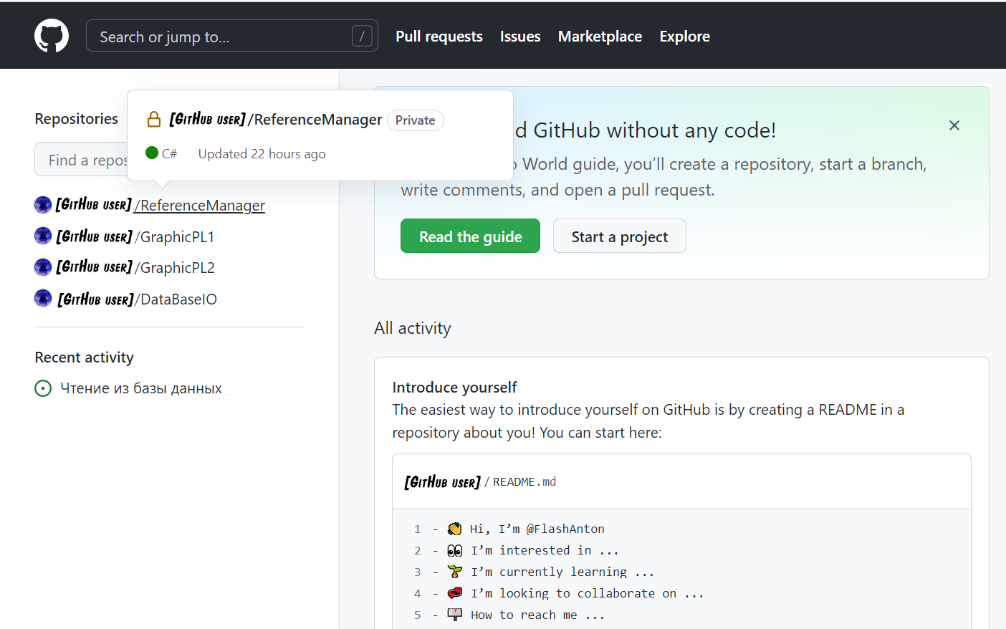 Search or jump to... /
Pull requests Issues Marketplace Explore
Repositories
[GitHub user]/ReferenceManager Private
C# Updated 22 hours ago
Find a repos
[GitHub user]/ReferenceManager
[GitHub user]/GraphicPL1
[GitHub user]/GraphicPL2
[GitHub user]/DataBaseIO
Recent activity
Чтение из базы данных
d GitHub without any code!
World guide, you’ll create a repository, start a branch,
write comments, and open a pull request.
Read the guide Start a project
All activity
Introduce yourself
The easiest way to introduce yourself on GitHub is by creating a README in a
repository about you! You can start here:
[GitHub user] / README.md
1 - 👋 Hi, I’m @FlashAnton
2 - 👀 I’m interested in ...
3 - 🌱 I’m currently learning ...
4 - 💞️ I’m looking to collaborate on ...
5 - 📫 How to reach me ...